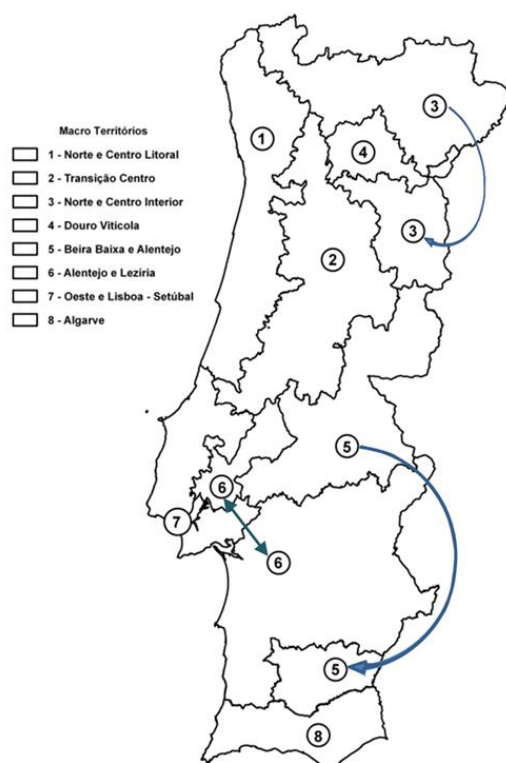 Macro Territórios
1 - Norte e Centro Litoral
2 - Transição Centro
3 - Norte e Centro Interior
4 - Douro Vitícola
5 - Beira Baixa e Alentejo
6 - Alentejo e Lezíria
7 - Oeste e Lisboa - Setúbal
8 - Algarve
3
1
4
3
2
5
6
7
6
5
8